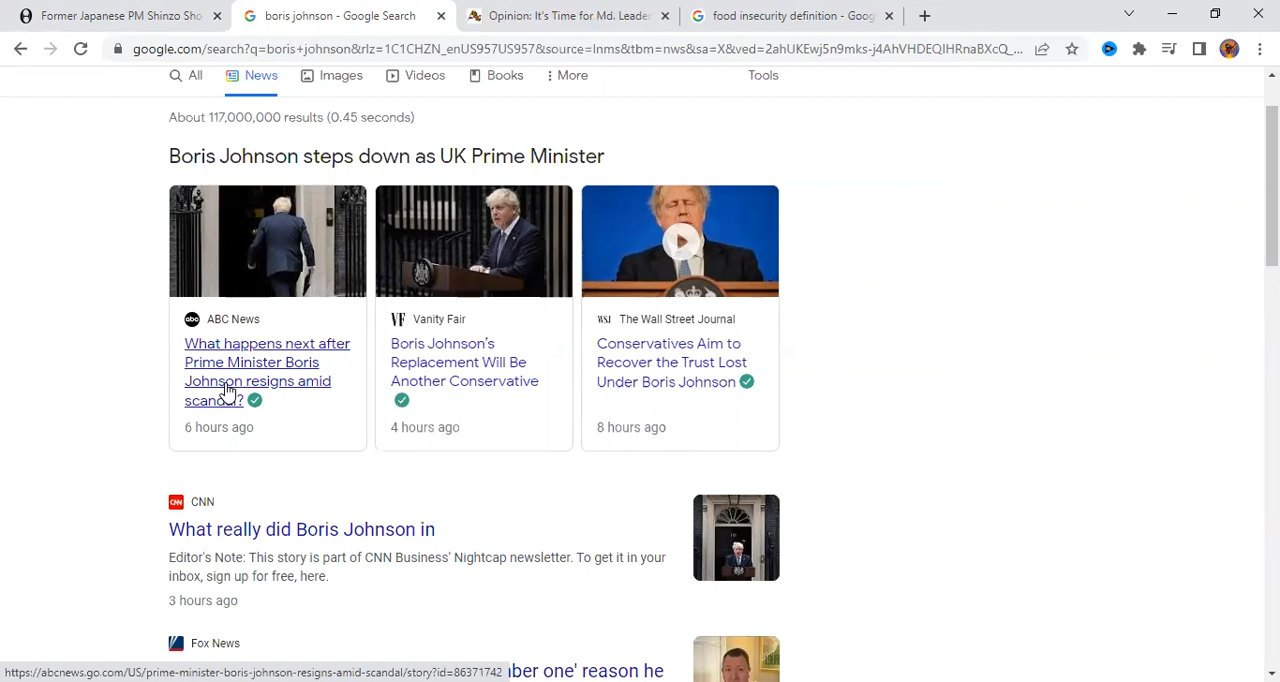 Former Japanese PM Shinzo Sho
boris johnson - Google Search
Opinion: It's Time for Md. Leade
food insecurity definition - Goog
google.com/search?q=boris+johnson&rlz=1C1CHZN_enUS957US957&source=lnms&tbm=nws&sa=X&ved=2ahUKEwj5n9mks-j4AhVHDEQIHRnaBXcQ_...
All News Images Videos Books More Tools
About 117,000,000 results (0.45 seconds)
Boris Johnson steps down as UK Prime Minister
abc ABC News
What happens next after
Prime Minister Boris
Johnson resigns amid
scandal?
6 hours ago
VF Vanity Fair
Boris Johnson's
Replacement Will Be
Another Conservative
4 hours ago
WSJ The Wall Street Journal
Conservatives Aim to
Recover the Trust Lost
Under Boris Johnson
8 hours ago
CNN CNN
What really did Boris Johnson in
Editor's Note: This story is part of CNN Business' Nightcap newsletter. To get it in your
inbox, sign up for free, here.
3 hours ago
Fox News
https://abcnews.go.com/US/prime-minister-boris-johnson-resigns-amid-scandal/story?id=86371742
ber one' reason he